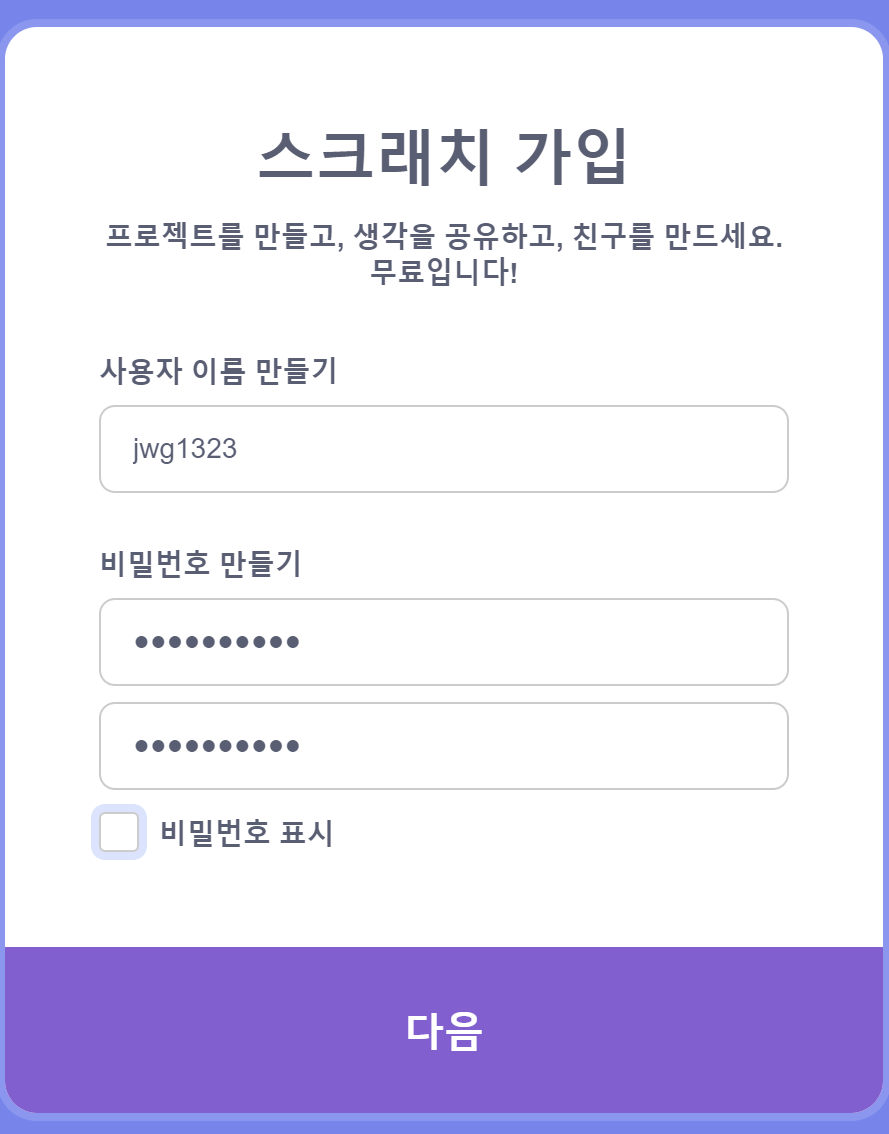 스크래치 가입
프로젝트를 만들고, 생각을 공유하고, 친구를 만드세요.
무료입니다!
사용자 이름 만들기
jwg1323
비밀번호 만들기
••••••••••
••••••••••
비밀번호 표시
다음